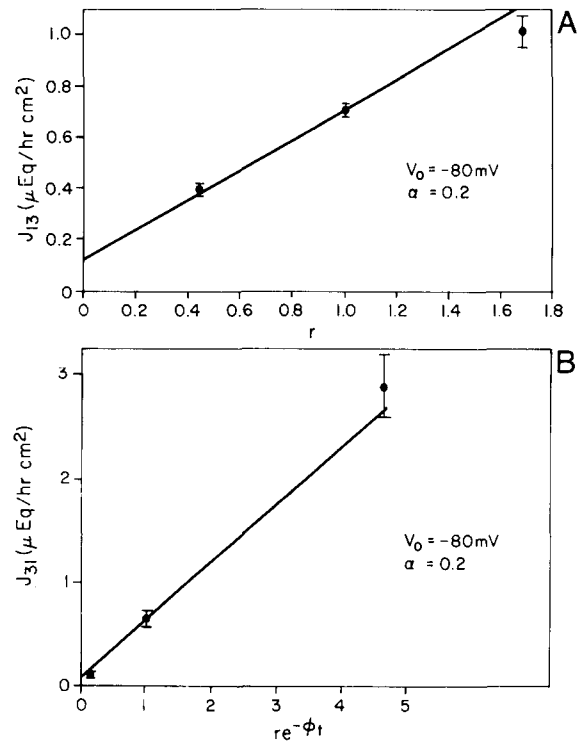 A
J₁₃ (μEq/hr cm²)
1.0
0.8
0.6
0.4
0.2
0
V₀ = -80mV
α = 0.2
0 0.2 0.4 0.6 0.8 1.0 1.2 1.4 1.6 1.8
r
B
J₃₁ (μEq/hr cm²)
3
2
1
0
V₀ = -80mV
α = 0.2
0 1 2 3 4 5
re^-ϕₜ